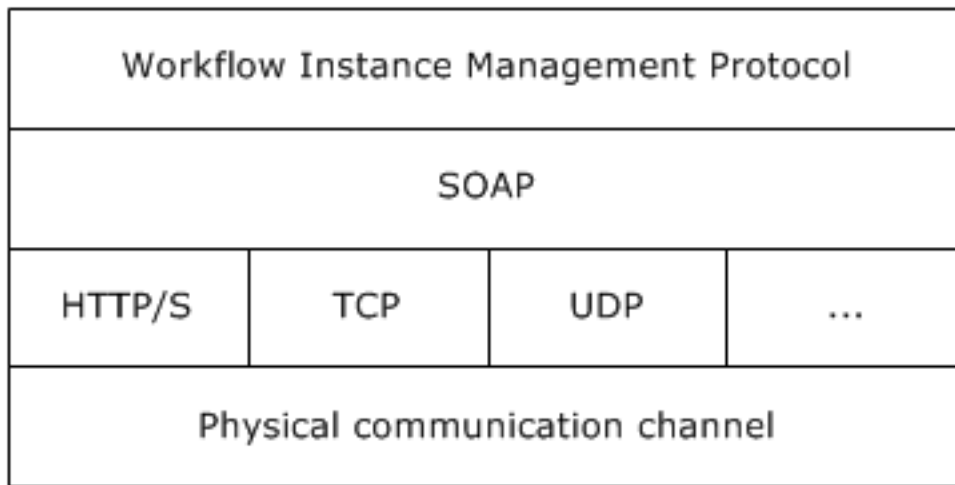 Workflow Instance Management Protocol
SOAP
HTTP/S TCP UDP ...
Physical communication channel